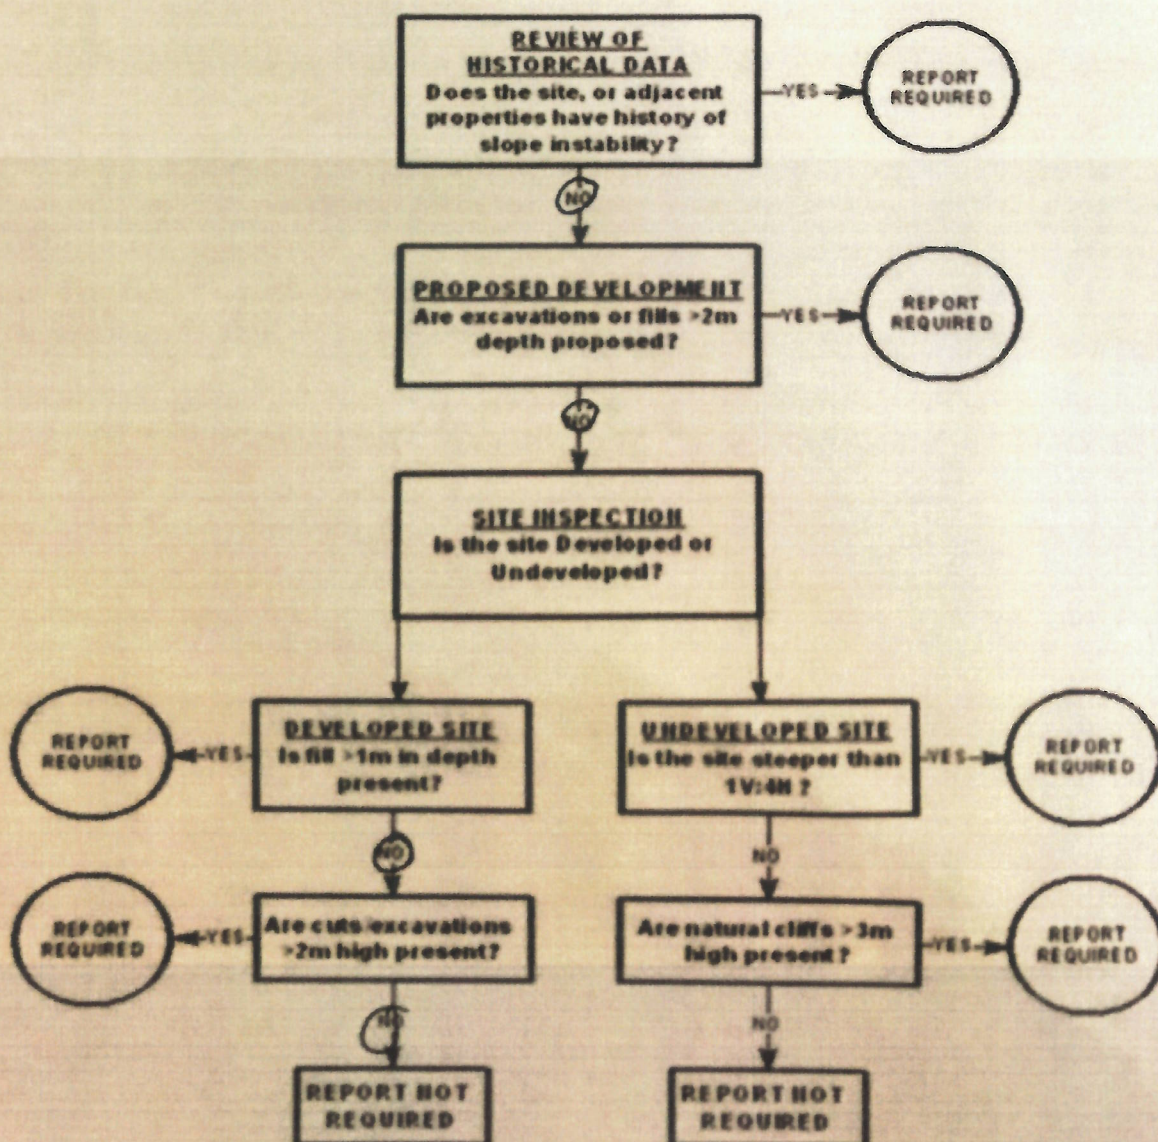 REVIEW OF
HISTORICAL DATA
Does the site, or adjacent
properties have history of
slope instability?
YES
REPORT
REQUIRED
NO
PROPOSED DEVELOPMENT
Are excavations or fills >2m
depth proposed?
YES
REPORT
REQUIRED
NO
SITE INSPECTION
Is the site Developed or
Undeveloped?
DEVELOPED SITE
Is fill >1m in depth
present?
YES
REPORT
REQUIRED
NO
Are cuts/excavations
>2m high present?
YES
REPORT
REQUIRED
NO
REPORT NOT
REQUIRED
UNDEVELOPED SITE
Is the site steeper than
1V:4H ?
YES
REPORT
REQUIRED
NO
Are natural cliffs >3m
high present?
YES
REPORT
REQUIRED
NO
REPORT NOT
REQUIRED